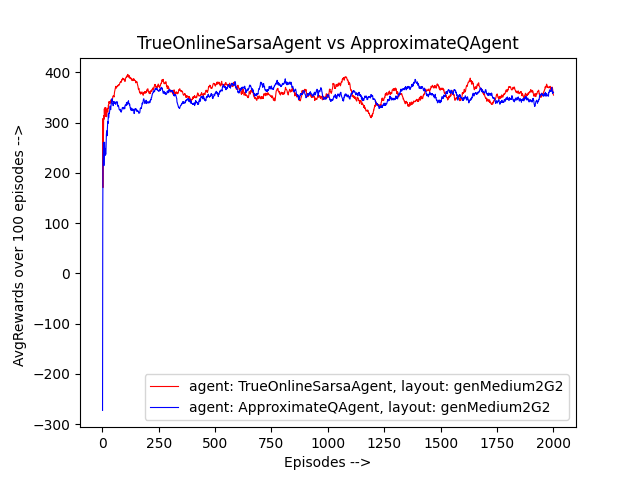 TrueOnlineSarsaAgent vs ApproximateQAgent
AvgRewards over 100 episodes -->
400
300
200
100
0
−100
−200
−300
agent: TrueOnlineSarsaAgent, layout: genMedium2G2
agent: ApproximateQAgent, layout: genMedium2G2
0 250 500 750 1000 1250 1500 1750 2000
Episodes -->